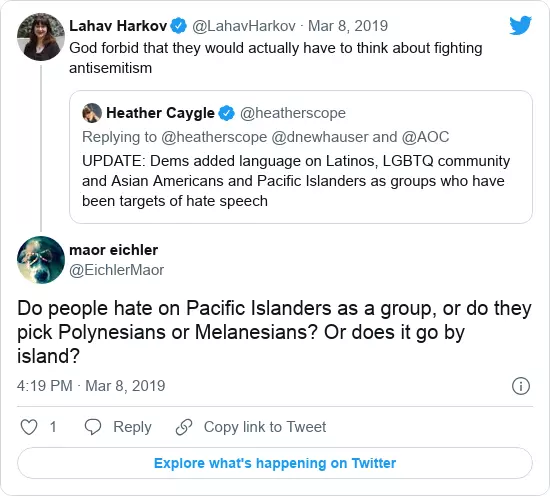 Lahav Harkov @LahavHarkov · Mar 8, 2019
God forbid that they would actually have to think about fighting
antisemitism
Heather Caygle @heatherscope
Replying to @heatherscope @dnewhauser and @AOC
UPDATE: Dems added language on Latinos, LGBTQ community
and Asian Americans and Pacific Islanders as groups who have
been targets of hate speech
maor eichler
@EichlerMaor
Do people hate on Pacific Islanders as a group, or do they
pick Polynesians or Melanesians? Or does it go by
island?
4:19 PM · Mar 8, 2019
1 Reply Copy link to Tweet
Explore what's happening on Twitter